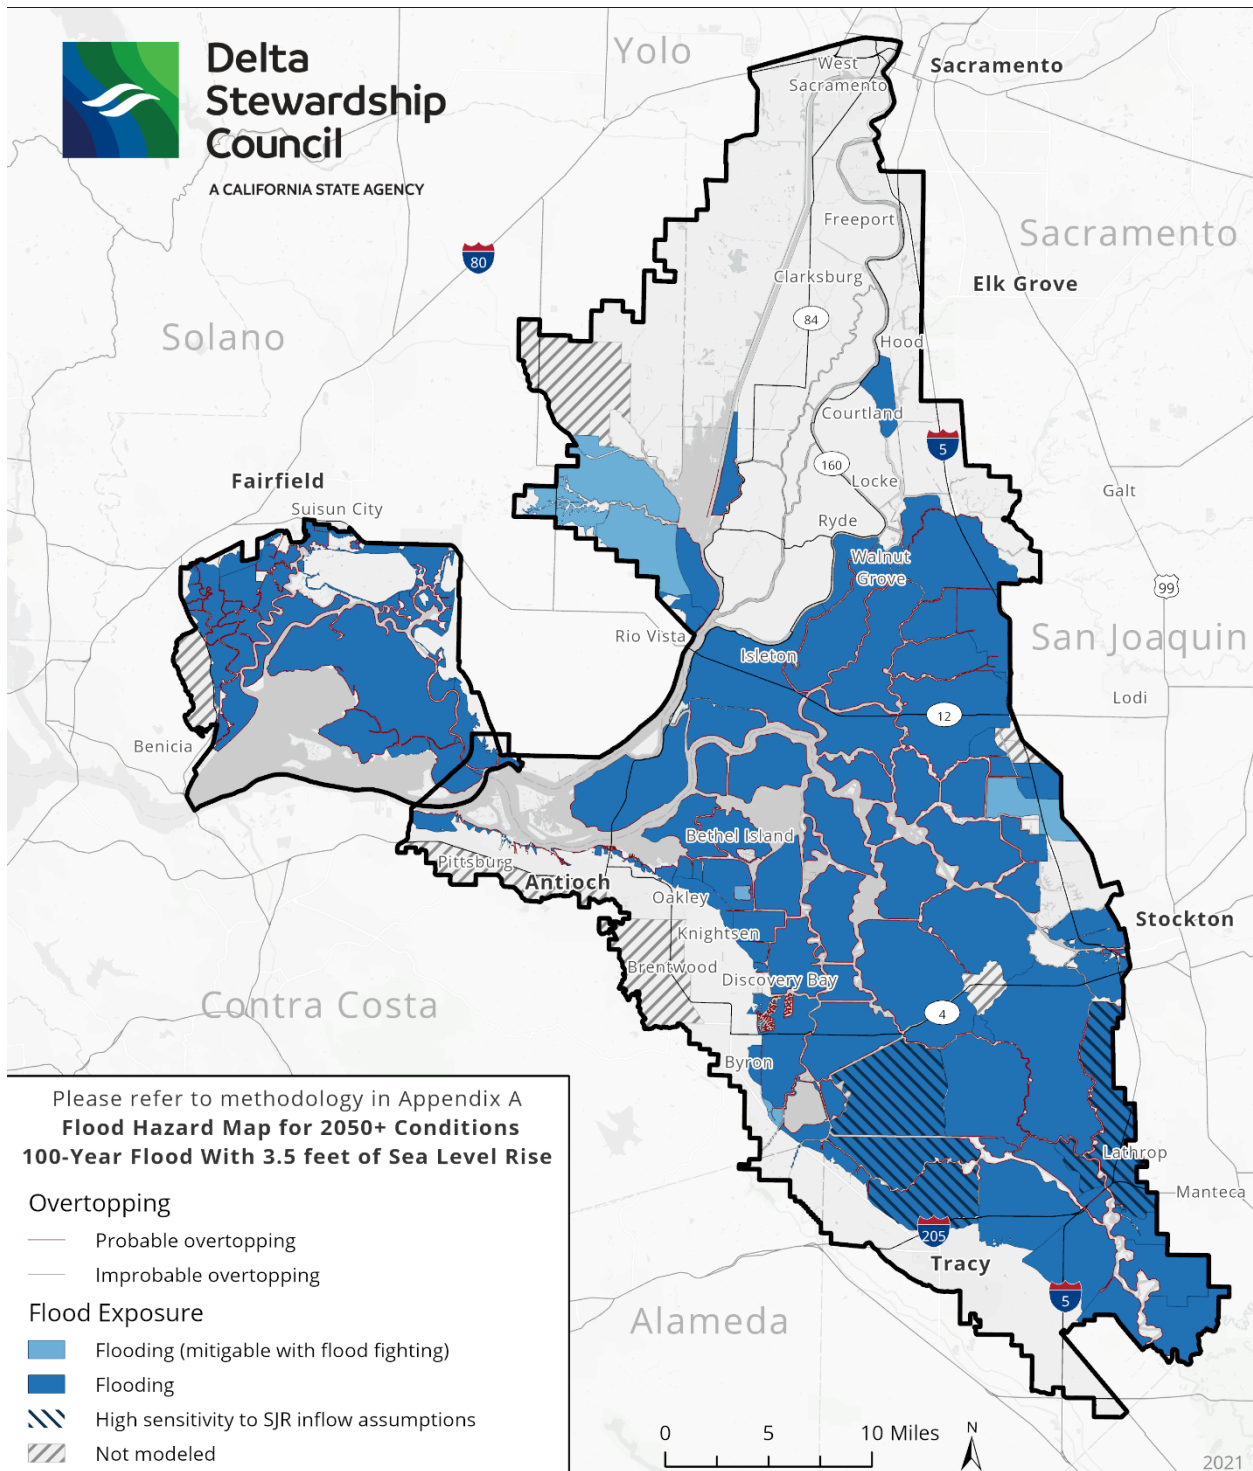 Delta
Stewardship
Council
A CALIFORNIA STATE AGENCY
Yolo
West
Sacramento
Sacramento
Freeport
Sacramento
80
Clarksburg
Elk Grove
84
Solano
Hood
Courtland
5
160
Locke
Fairfield
Galt
Suisun City
Ryde
Walnut
Grove
99
Rio Vista
San Joaquin
Isleton
Lodi
12
Benicia
Bethel Island
Pittsburg
Antioch
Oakley
Stockton
Knightsen
Brentwood
Discovery Bay
Contra Costa
4
Byron
Lathrop
Manteca
205
Tracy
5
Alameda
Please refer to methodology in Appendix A
Flood Hazard Map for 2050+ Conditions
100-Year Flood With 3.5 feet of Sea Level Rise
Overtopping
Probable overtopping
Improbable overtopping
Flood Exposure
Flooding (mitigable with flood fighting)
Flooding
High sensitivity to SJR inflow assumptions
Not modeled
0 5 10 Miles
N
2021